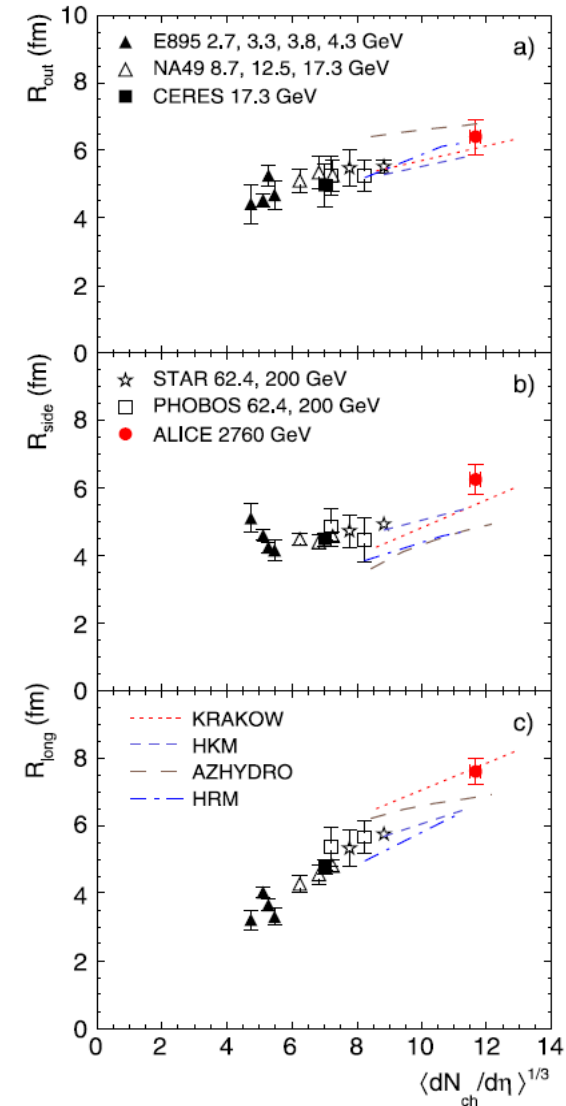 10
R_out (fm)
▲ E895 2.7, 3.3, 3.8, 4.3 GeV
△ NA49 8.7, 12.5, 17.3 GeV
■ CERES 17.3 GeV
a)
8
6
4
2
0
R_side (fm)
☆ STAR 62.4, 200 GeV
□ PHOBOS 62.4, 200 GeV
● ALICE 2760 GeV
b)
8
6
4
2
0
R_long (fm)
KRAKOW
HKM
AZHYDRO
HRM
c)
8
6
4
2
0
0 2 4 6 8 10 12 14
⟨dN_ch/dη⟩^1/3